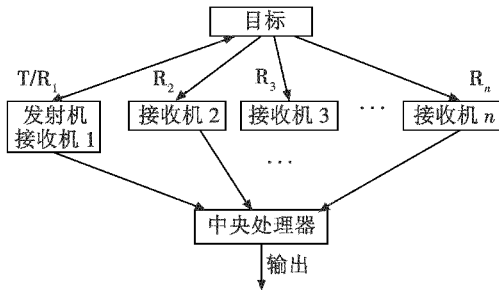 目标
T/R₁
R₂
R₃
Rₙ
发射机
接收机 1
接收机 2
接收机 3
···
接收机 n
···
中央处理器
输出